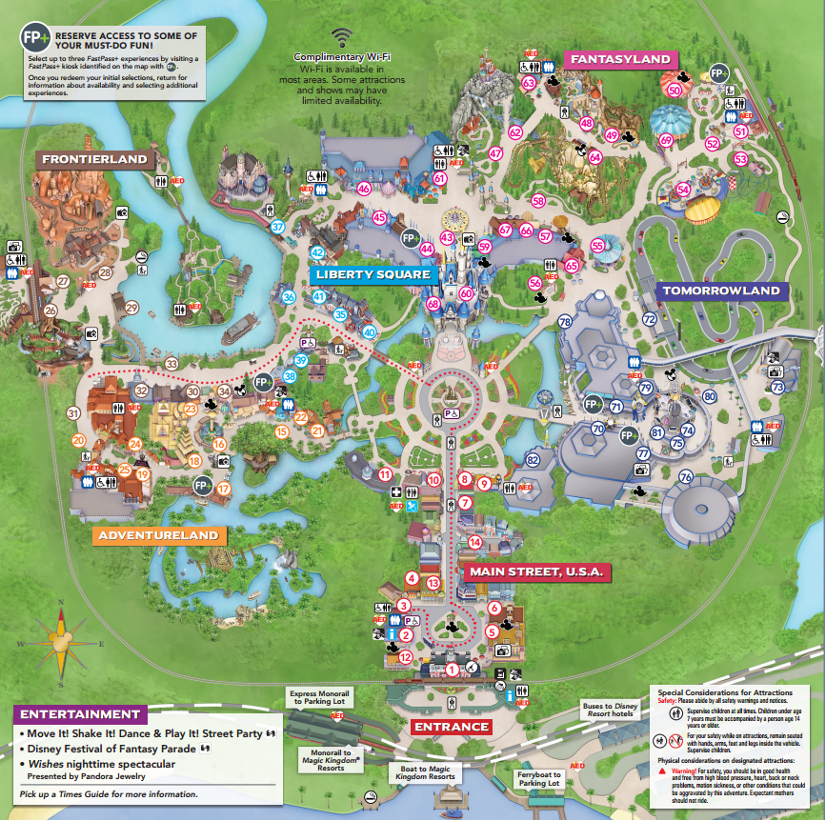 FP+
RESERVE ACCESS TO SOME OF
YOUR MUST-DO FUN!
Select up to three FastPass+ experiences by visiting a
FastPass+ kiosk identified on the map with FP+.
Once you redeem your initial selections, return for
information about availability and selecting additional
experiences.
Complimentary Wi-Fi
Wi-Fi is available in
most areas. Some attractions
and shows may have
limited availability.
FANTASYLAND
FRONTIERLAND
LIBERTY SQUARE
TOMORROWLAND
ADVENTURELAND
MAIN STREET, U.S.A.
ENTRANCE
AED
FP+
63
50
48
49
51
62
69
52
47
64
53
61
46
54
58
45
37
67
66
57
43
44
59
55
42
65
56
36
41
35
60
68
40
39
38
78
72
27
28
26
29
33
32
30
34
31
23
22
15
21
20
24
16
18
25
19
17
79
80
73
71
70
81
74
75
77
76
82
11
10
8
9
7
14
4
13
3
6
2
5
12
1
N
W
E
S
Express Monorail
to Parking Lot
Monorail to
Magic Kingdom®
Resorts
Boat to Magic
Kingdom Resorts
Ferryboat to
Parking Lot
Buses to Disney
Resort hotels
ENTERTAINMENT
• Move It! Shake It! Dance & Play It! Street Party
• Disney Festival of Fantasy Parade
• Wishes nighttime spectacular
Presented by Pandora Jewelry
Pick up a Times Guide for more information.
Special Considerations for Attractions
Safety: Please abide by all safety warnings and notices.
Supervise children at all times. Children under age
7 years must be accompanied by a person age 14
years or older.
For your safety while on attractions, remain seated
with hands, arms, feet and legs inside the vehicle.
Supervise children.
Physical considerations on designated attractions:
Warning! For safety, you should be in good health
and free from high blood pressure, heart, back or neck
problems, motion sickness, or other conditions that could
be aggravated by this adventure. Expectant mothers
should not ride.